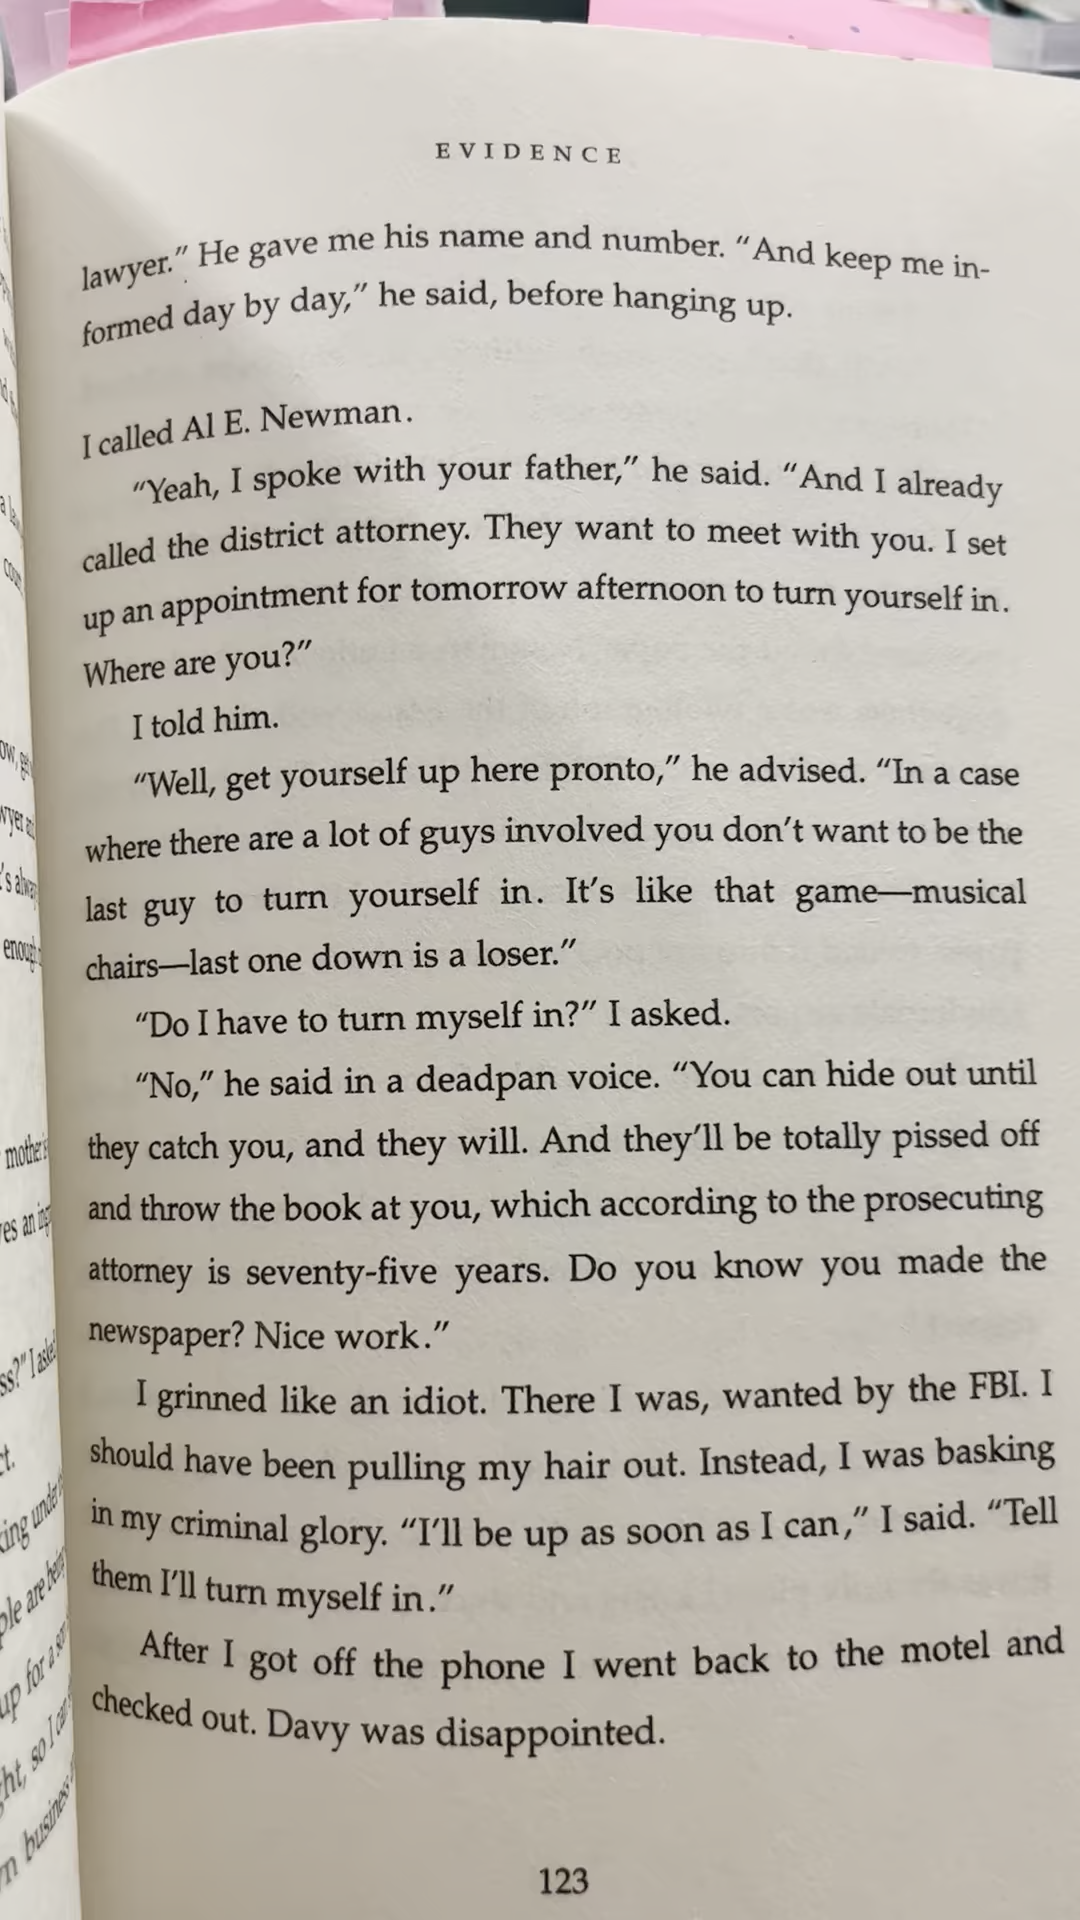 EVIDENCE
lawyer.” He gave me his name and number. “And keep me in-
formed day by day,” he said, before hanging up.
I called Al E. Newman.
“Yeah, I spoke with your father,” he said. “And I already
called the district attorney. They want to meet with you. I set
up an appointment for tomorrow afternoon to turn yourself in.
Where are you?”
I told him.
“Well, get yourself up here pronto,” he advised. “In a case
where there are a lot of guys involved you don’t want to be the
last guy to turn yourself in. It’s like that game—musical
chairs—last one down is a loser.”
“Do I have to turn myself in?” I asked.
“No,” he said in a deadpan voice. “You can hide out until
they catch you, and they will. And they’ll be totally pissed off
and throw the book at you, which according to the prosecuting
attorney is seventy-five years. Do you know you made the
newspaper? Nice work.”
I grinned like an idiot. There I was, wanted by the FBI. I
should have been pulling my hair out. Instead, I was basking
in my criminal glory. “I’ll be up as soon as I can,” I said. “Tell
them I’ll turn myself in.”
After I got off the phone I went back to the motel and
checked out. Davy was disappointed.
123